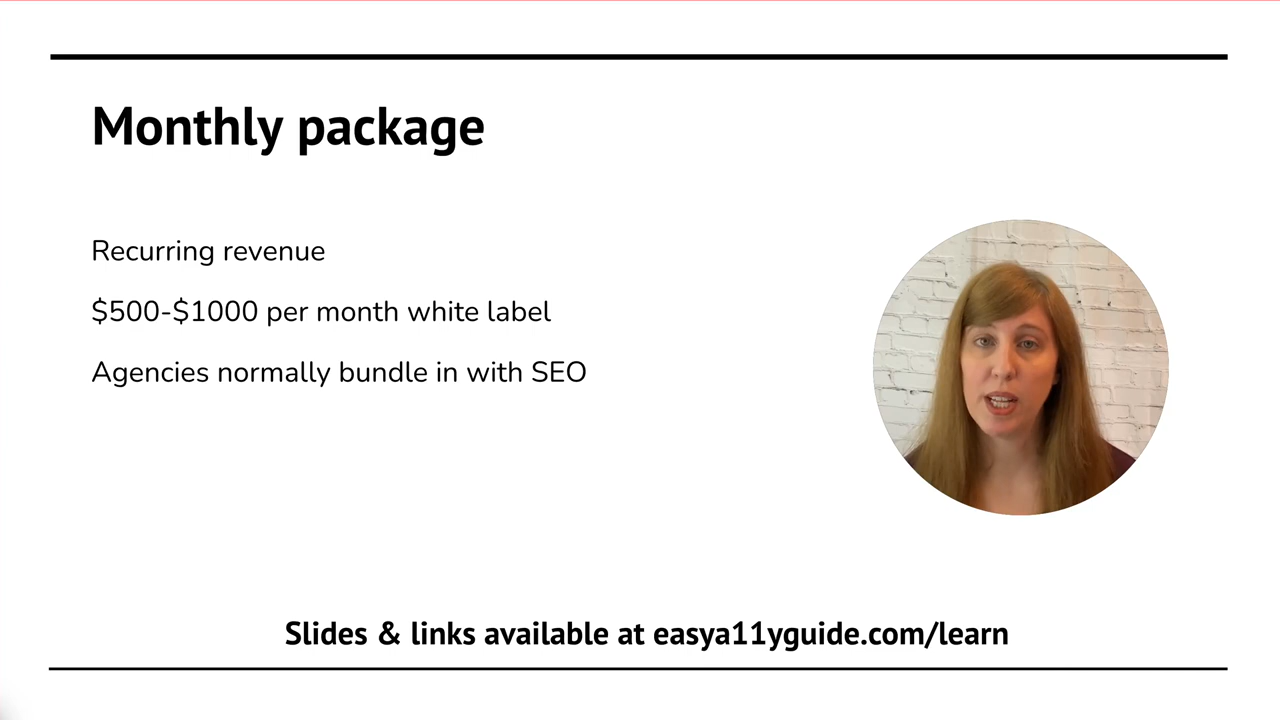 Monthly package
Recurring revenue
$500-$1000 per month white label
Agencies normally bundle in with SEO
Slides & links available at easya11yguide.com/learn